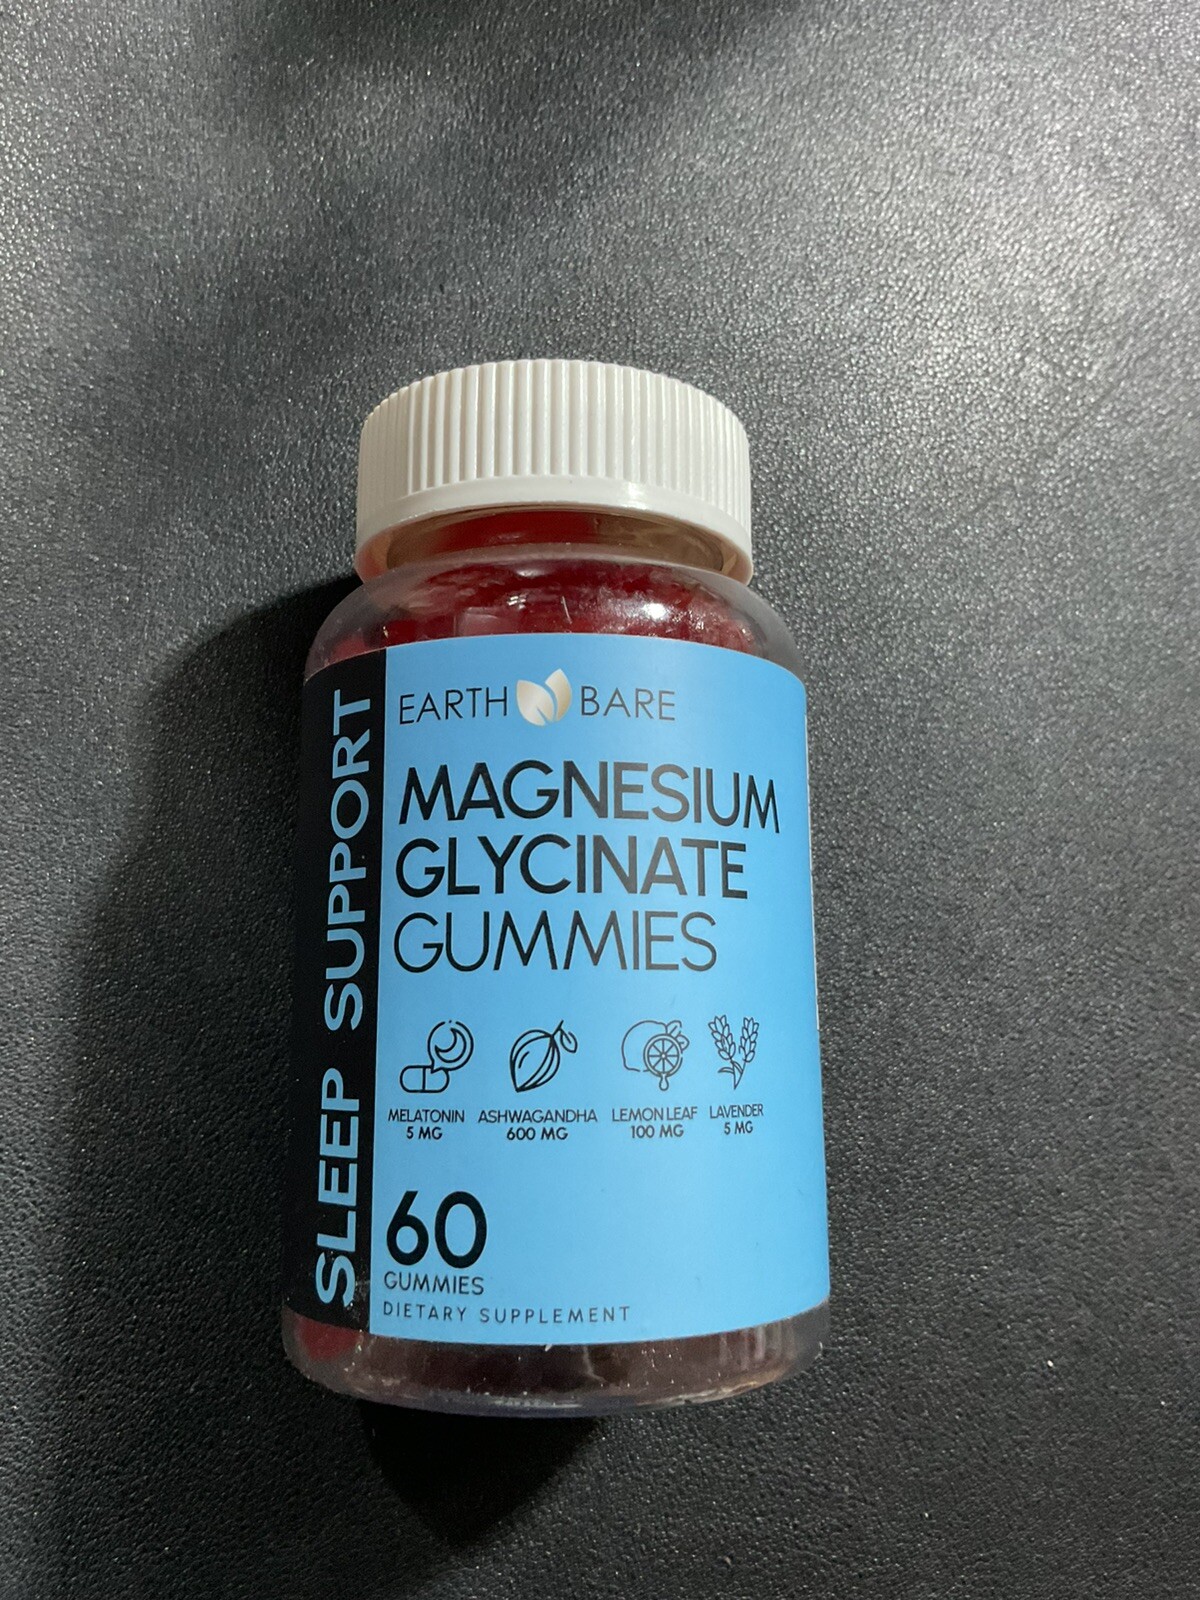 SLEEP SUPPORT
EARTH BARE
MAGNESIUM
GLYCINATE
GUMMIES
MELATONIN
5 MG
ASHWAGANDHA
600 MG
LEMON LEAF
100 MG
LAVENDER
5 MG
60
GUMMIES
DIETARY SUPPLEMENT